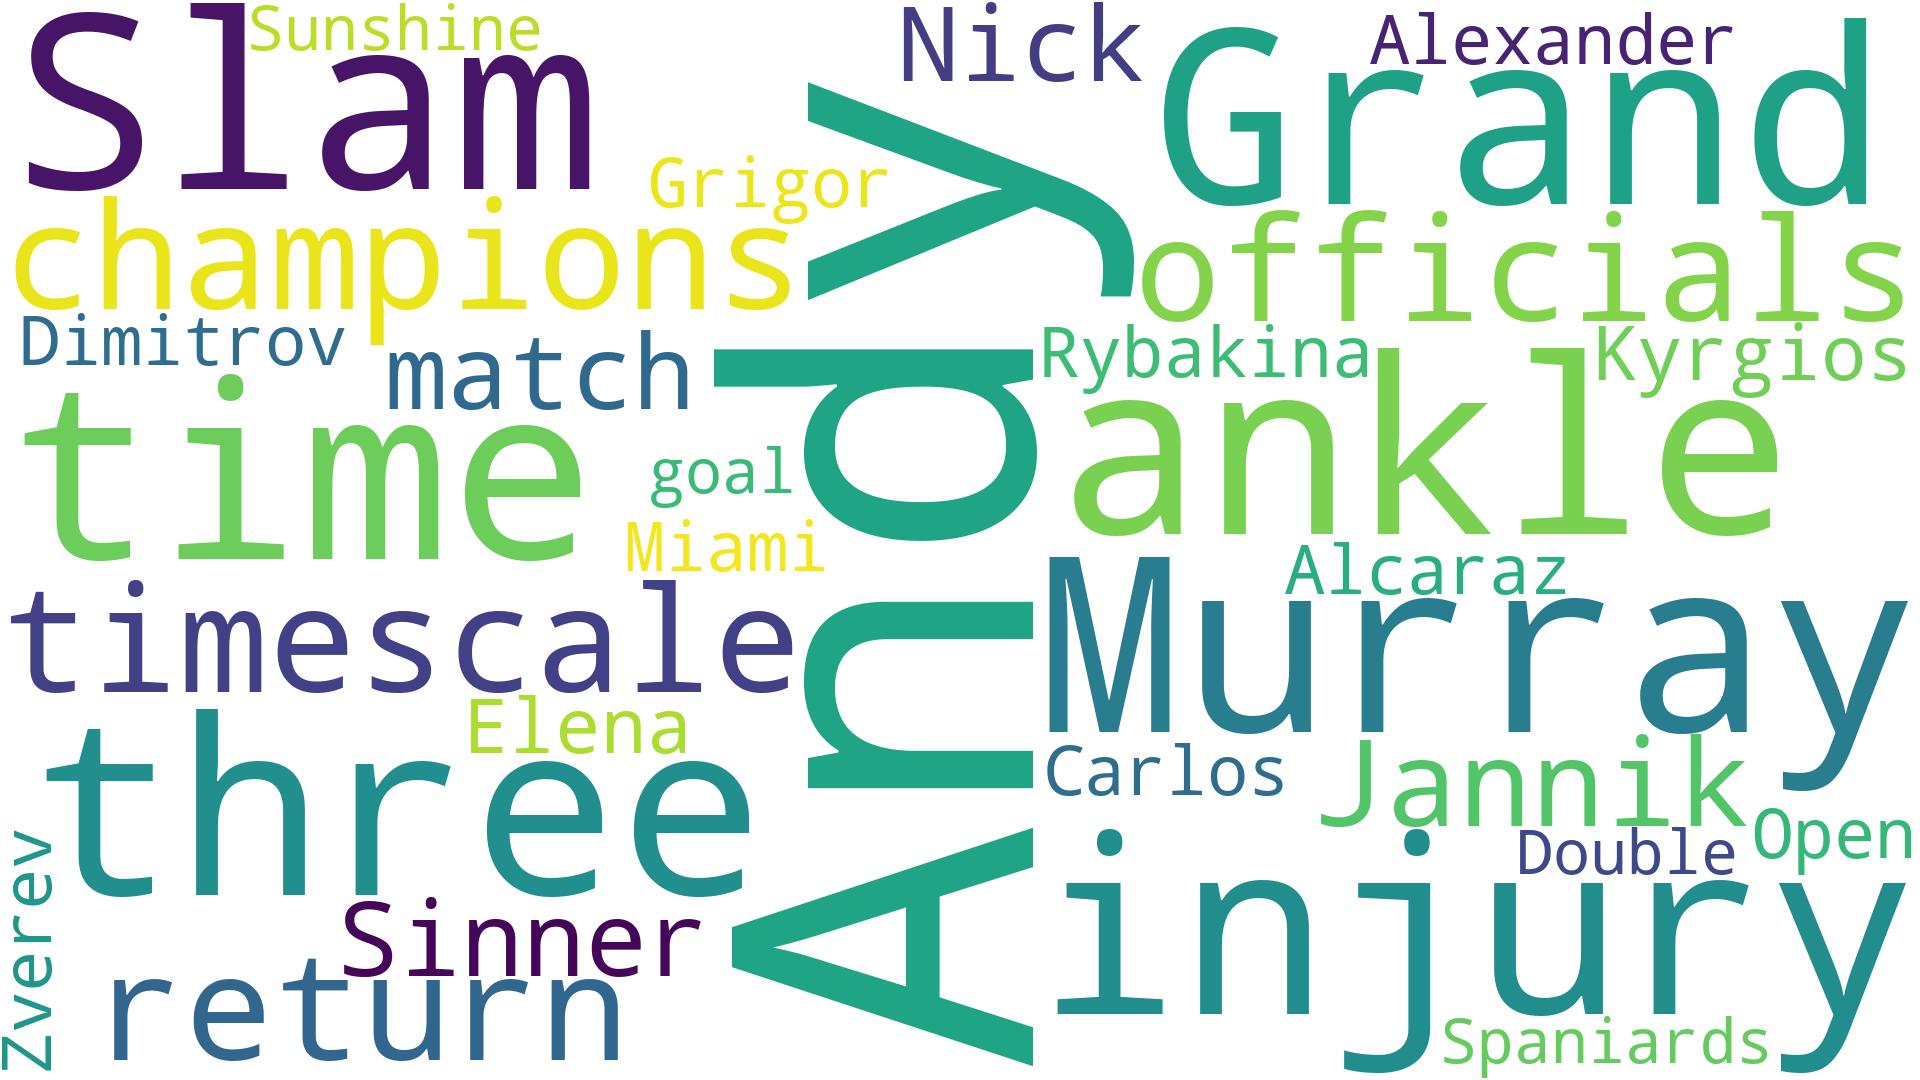 Slam
Sunshine
Nick
Grand
Alexander
Grigor
champions
officials
Dimitrov
match
Rybakina
Kyrgios
time
goal
ankle
Miami
Andy
Alcaraz
Murray
timescale
Elena
three
Carlos
Jannik
Open
Double
injury
Zverev
Sinner
return
Spaniards